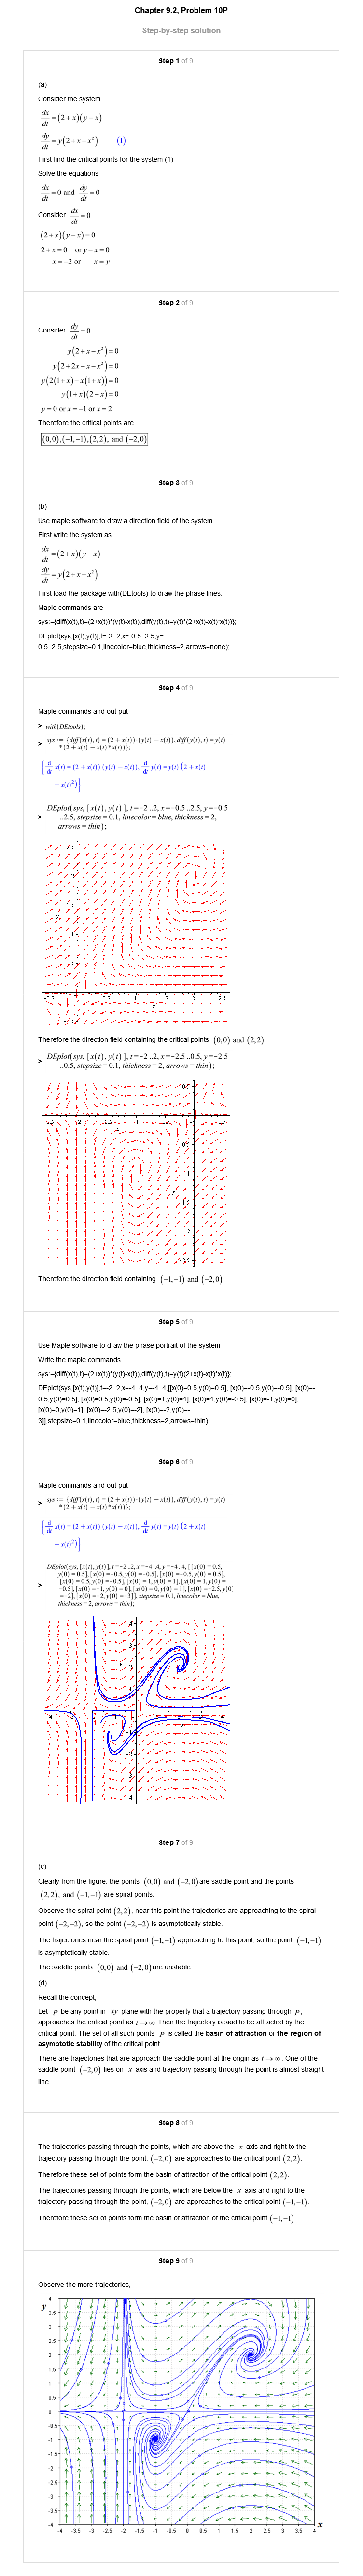 Chapter 9.2, Problem 10P
Step-by-step solution
Step 1 of 9
(a)
Consider the system
dx/dt = (2 + x)(y − x)
dy/dt = y(2 + x − x²) ...... (1)
First find the critical points for the system (1)
Solve the equations
dx/dt = 0 and dy/dt = 0
Consider dx/dt = 0
(2 + x)(y − x) = 0
2 + x = 0 or y − x = 0
x = −2 or x = y
Step 2 of 9
Consider dy/dt = 0
y(2 + x − x²) = 0
y(2 + 2x − x − x²) = 0
y(2(1 + x) − x(1 + x)) = 0
y(1 + x)(2 − x) = 0
y = 0 or x = −1 or x = 2
Therefore the critical points are
(0,0), (−1,−1), (2,2), and (−2,0)
Step 3 of 9
(b)
Use maple software to draw a direction field of the system.
First write the system as
dx/dt = (2 + x)(y − x)
dy/dt = y(2 + x − x²)
First load the package with(DEtools) to draw the phase lines.
Maple commands are
sys:={diff(x(t),t)=(2+x(t))*(y(t)-x(t)),diff(y(t),t)=y(t)*(2+x(t)-x(t)*x(t))};
DEplot(sys,[x(t),y(t)],t=-2..2,x=-0.5..2.5,y=-
0.5..2.5,stepsize=0.1,linecolor=blue,thickness=2,arrows=none);
Step 4 of 9
Maple commands and out put
> with(DEtools);
> sys := {diff(x(t), t) = (2 + x(t))·(y(t) − x(t)), diff(y(t), t) = y(t)
*(2 + x(t) − x(t)*x(t))};
{d/dt x(t) = (2 + x(t)) (y(t) − x(t)), d/dt y(t) = y(t) (2 + x(t)
− x(t)²)}
DEplot(sys, [x(t), y(t)], t = −2 ..2, x = −0.5 ..2.5, y = −0.5
> ..2.5, stepsize = 0.1, linecolor = blue, thickness = 2,
arrows = thin);
2.5
2
1.5
y
0.5
-0.5 0 0.5 1 1.5 2 2.5
x
-0.5
Therefore the direction field containing the critical points (0,0) and (2,2)
> DEplot(sys, [x(t), y(t)], t = −2 ..2, x = −2.5 ..0.5, y = −2.5
..0.5, stepsize = 0.1, thickness = 2, arrows = thin);
0.5
-2.5 -2 -1.5 -1 -0.5 0 0.5
x
-0.5
-1
y
-1.5
-2
-2.5
Therefore the direction field containing (−1,−1) and (−2,0)
Step 5 of 9
Use Maple software to draw the phase portrait of the system
Write the maple commands
sys:={diff(x(t),t)=(2+x(t))*(y(t)-x(t)),diff(y(t),t)=y(t)(2+x(t)-x(t)*x(t))};
DEplot(sys,[x(t),y(t)],t=-2..2,x=-4..4,y=-4..4,[[x(0)=0.5,y(0)=0.5], [x(0)=-0.5,y(0)=-0.5], [x(0)=-
0.5,y(0)=0.5], [x(0)=0.5,y(0)=-0.5], [x(0)=1,y(0)=1], [x(0)=1,y(0)=-0.5], [x(0)=-1,y(0)=0],
[x(0)=0,y(0)=1], [x(0)=-2.5,y(0)=-2], [x(0)=-2,y(0)=-
3]],stepsize=0.1,linecolor=blue,thickness=2,arrows=thin);
Step 6 of 9
Maple commands and out put
> sys := {diff(x(t), t) = (2 + x(t))·(y(t) − x(t)), diff(y(t), t) = y(t)
*(2 + x(t) − x(t)*x(t))};
{d/dt x(t) = (2 + x(t)) (y(t) − x(t)), d/dt y(t) = y(t) (2 + x(t)
− x(t)²)}
DEplot(sys, [x(t), y(t)], t = −2 ..2, x = −4 ..4, y = −4 ..4, [[x(0) = 0.5,
y(0) = 0.5], [x(0) = −0.5, y(0) = −0.5], [x(0) = −0.5, y(0) = 0.5],
> [x(0) = 0.5, y(0) = −0.5], [x(0) = 1, y(0) = 1], [x(0) = 1, y(0) =
−0.5], [x(0) = −1, y(0) = 0], [x(0) = 0, y(0) = 1], [x(0) = −2.5, y(0)
= −2], [x(0) = −2, y(0) = −3]], stepsize = 0.1, linecolor = blue,
thickness = 2, arrows = thin);
4
3
y
2
-4 -3 -1 0 1 2 3 4
x
-1
-2
-3
-4
Step 7 of 9
(c)
Clearly from the figure, the points (0,0) and (−2,0) are saddle point and the points
(2,2), and (−1,−1) are spiral points.
Observe the spiral point (2,2), near this point the trajectories are approaching to the spiral
point (−2,−2), so the point (−2,−2) is asymptotically stable.
The trajectories near the spiral point (−1,−1) approaching to this point, so the point (−1,−1)
is asymptotically stable.
The saddle points (0,0) and (−2,0) are unstable.
(d)
Recall the concept,
Let P be any point in xy-plane with the property that a trajectory passing through P,
approaches the critical point as t → ∞. Then the trajectory is said to be attracted by the
critical point. The set of all such points P is called the basin of attraction or the region of
asymptotic stability of the critical point.
There are trajectories that are approach the saddle point at the origin as t → ∞. One of the
saddle point (−2,0) lies on x-axis and trajectory passing through the point is almost straight
line.
Step 8 of 9
The trajectories passing through the points, which are above the x-axis and right to the
trajectory passing through the point, (−2,0) are approaches to the critical point (2,2).
Therefore these set of points form the basin of attraction of the critical point (2,2).
The trajectories passing through the points, which are below the x-axis and right to the
trajectory passing through the point, (−2,0) are approaches to the critical point (−1,−1).
Therefore these set of points form the basin of attraction of the critical point (−1,−1).
Step 9 of 9
Observe the more trajectories,
y
4
3.5
3
2.5
2
1.5
1
0.5
0
-0.5
-1
-1.5
-2
-2.5
-3
-3.5
-4
-4 -3.5 -3 -2.5 -2 -1.5 -1 -0.5 0 0.5 1 1.5 2 2.5 3 3.5 4
x